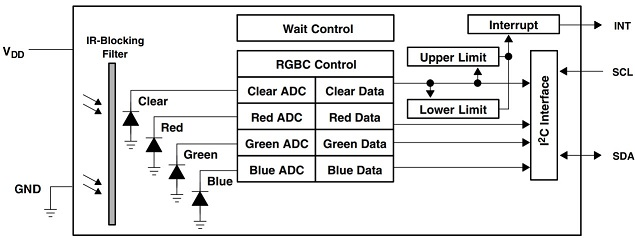 Wait Control
Interrupt
INT
IR-Blocking
Filter
VDD
RGBC Control
Upper Limit
SCL
Clear
Clear ADC
Clear Data
Lower Limit
Red
Red ADC
Red Data
I2C Interface
Green
Green ADC
Green Data
SDA
Blue
Blue ADC
Blue Data
GND